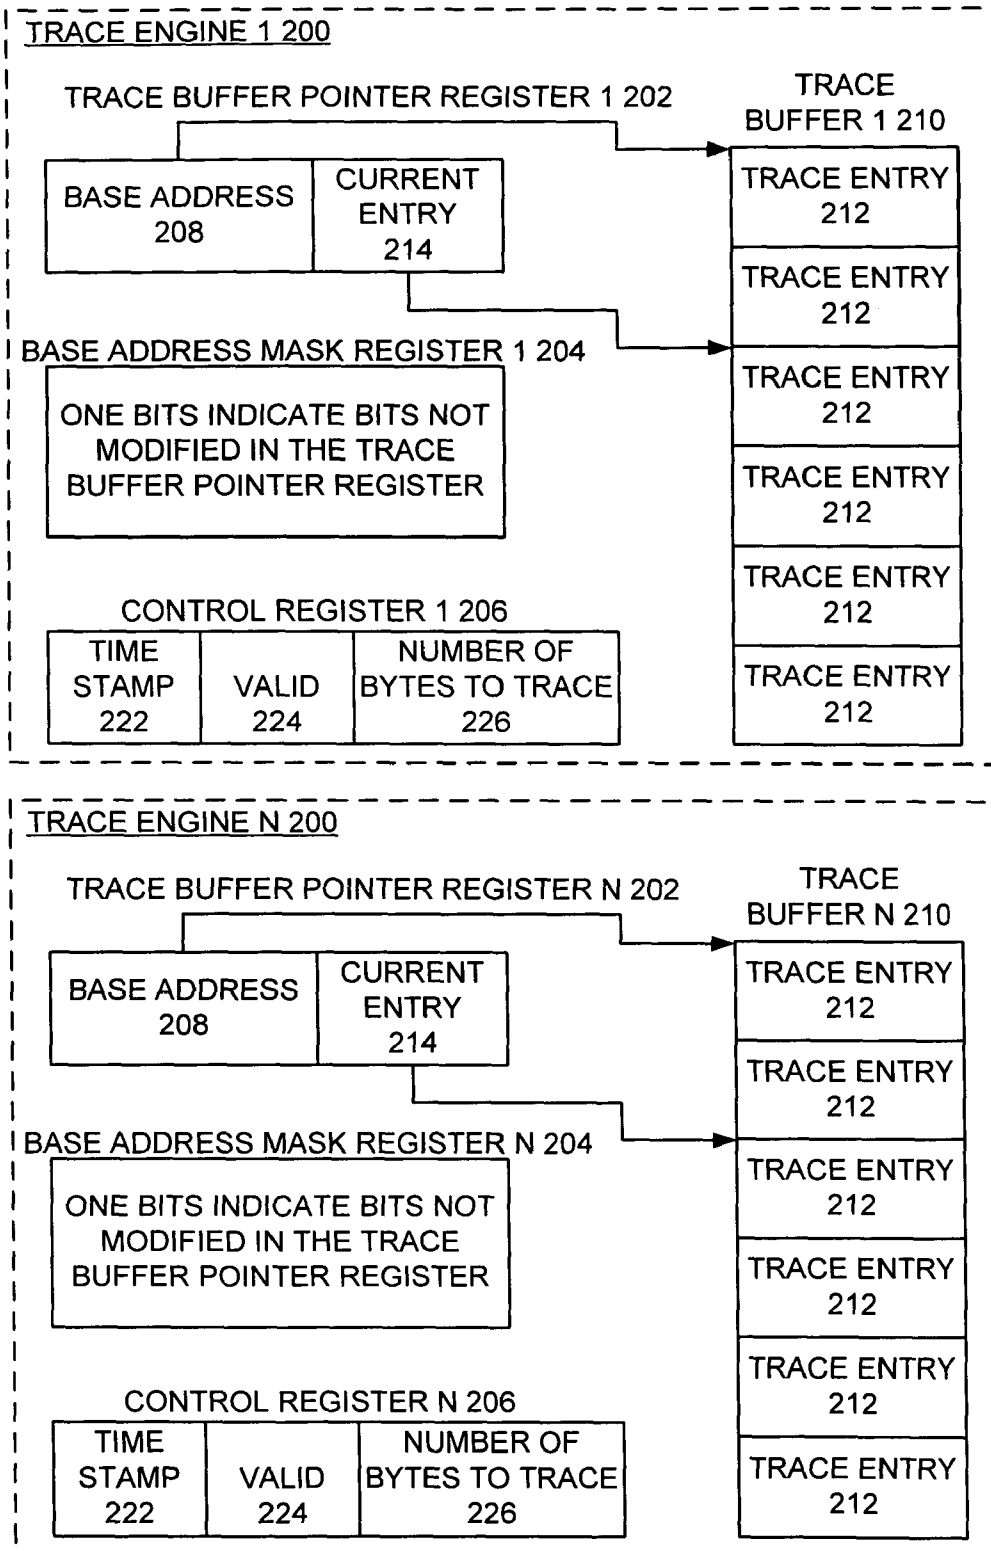 TRACE ENGINE 1 200
TRACE BUFFER POINTER REGISTER 1 202
TRACE
BUFFER 1 210
BASE ADDRESS
208
CURRENT
ENTRY
214
TRACE ENTRY
212
TRACE ENTRY
212
BASE ADDRESS MASK REGISTER 1 204
ONE BITS INDICATE BITS NOT
MODIFIED IN THE TRACE
BUFFER POINTER REGISTER
TRACE ENTRY
212
TRACE ENTRY
212
TRACE ENTRY
212
CONTROL REGISTER 1 206
TIME
STAMP
222
VALID
224
NUMBER OF
BYTES TO TRACE
226
TRACE ENTRY
212
TRACE ENGINE N 200
TRACE BUFFER POINTER REGISTER N 202
TRACE
BUFFER N 210
BASE ADDRESS
208
CURRENT
ENTRY
214
TRACE ENTRY
212
TRACE ENTRY
212
BASE ADDRESS MASK REGISTER N 204
ONE BITS INDICATE BITS NOT
MODIFIED IN THE TRACE
BUFFER POINTER REGISTER
TRACE ENTRY
212
TRACE ENTRY
212
TRACE ENTRY
212
CONTROL REGISTER N 206
TIME
STAMP
222
VALID
224
NUMBER OF
BYTES TO TRACE
226
TRACE ENTRY
212